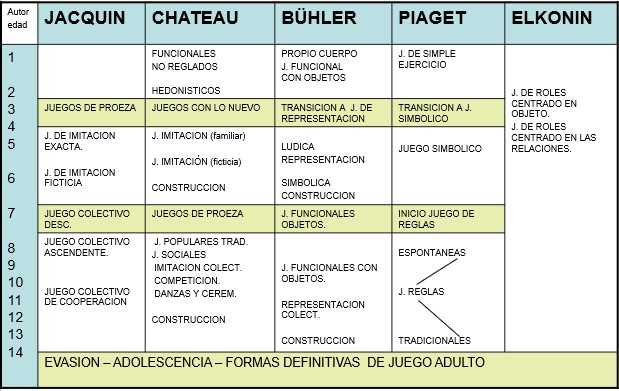 Autor
edad
JACQUIN
CHATEAU
BÜHLER
PIAGET
ELKONIN
1
FUNCIONALES
NO REGLADOS
HEDONISTICOS
PROPIO CUERPO
J. FUNCIONAL
CON OBJETOS
J. DE SIMPLE
EJERCICIO
2
J. DE ROLES
CENTRADO EN
OBJETO.
J. DE ROLES
CENTRADO EN LAS
RELACIONES.
3
JUEGOS DE PROEZA
JUEGOS CON LO NUEVO
TRANSICION A J. DE
REPRESENTACION
TRANSICION A J.
SIMBOLICO
4
5
6
J. DE IMITACION
EXACTA.
J. DE IMITACION
FICTICIA
J. IMITACION (familiar)
J. IMITACIÓN (ficticia)
CONSTRUCCION
LUDICA
REPRESENTACION
SIMBOLICA
CONSTRUCCION
JUEGO SIMBOLICO
7
JUEGO COLECTIVO
DESC.
JUEGOS DE PROEZA
J. FUNCIONALES
OBJETOS.
INICIO JUEGO DE
REGLAS
8
9
10
11
12
13
JUEGO COLECTIVO
ASCENDENTE.
JUEGO COLECTIVO
DE COOPERACION
J. POPULARES TRAD.
J. SOCIALES
IMITACION COLECT.
COMPETICION.
DANZAS Y CEREM.
CONSTRUCCION
J. FUNCIONALES CON
OBJETOS.
REPRESENTACION
COLECT.
CONSTRUCCION
ESPONTANEAS
J. REGLAS
TRADICIONALES
14
EVASION – ADOLESCENCIA – FORMAS DEFINITIVAS DE JUEGO ADULTO